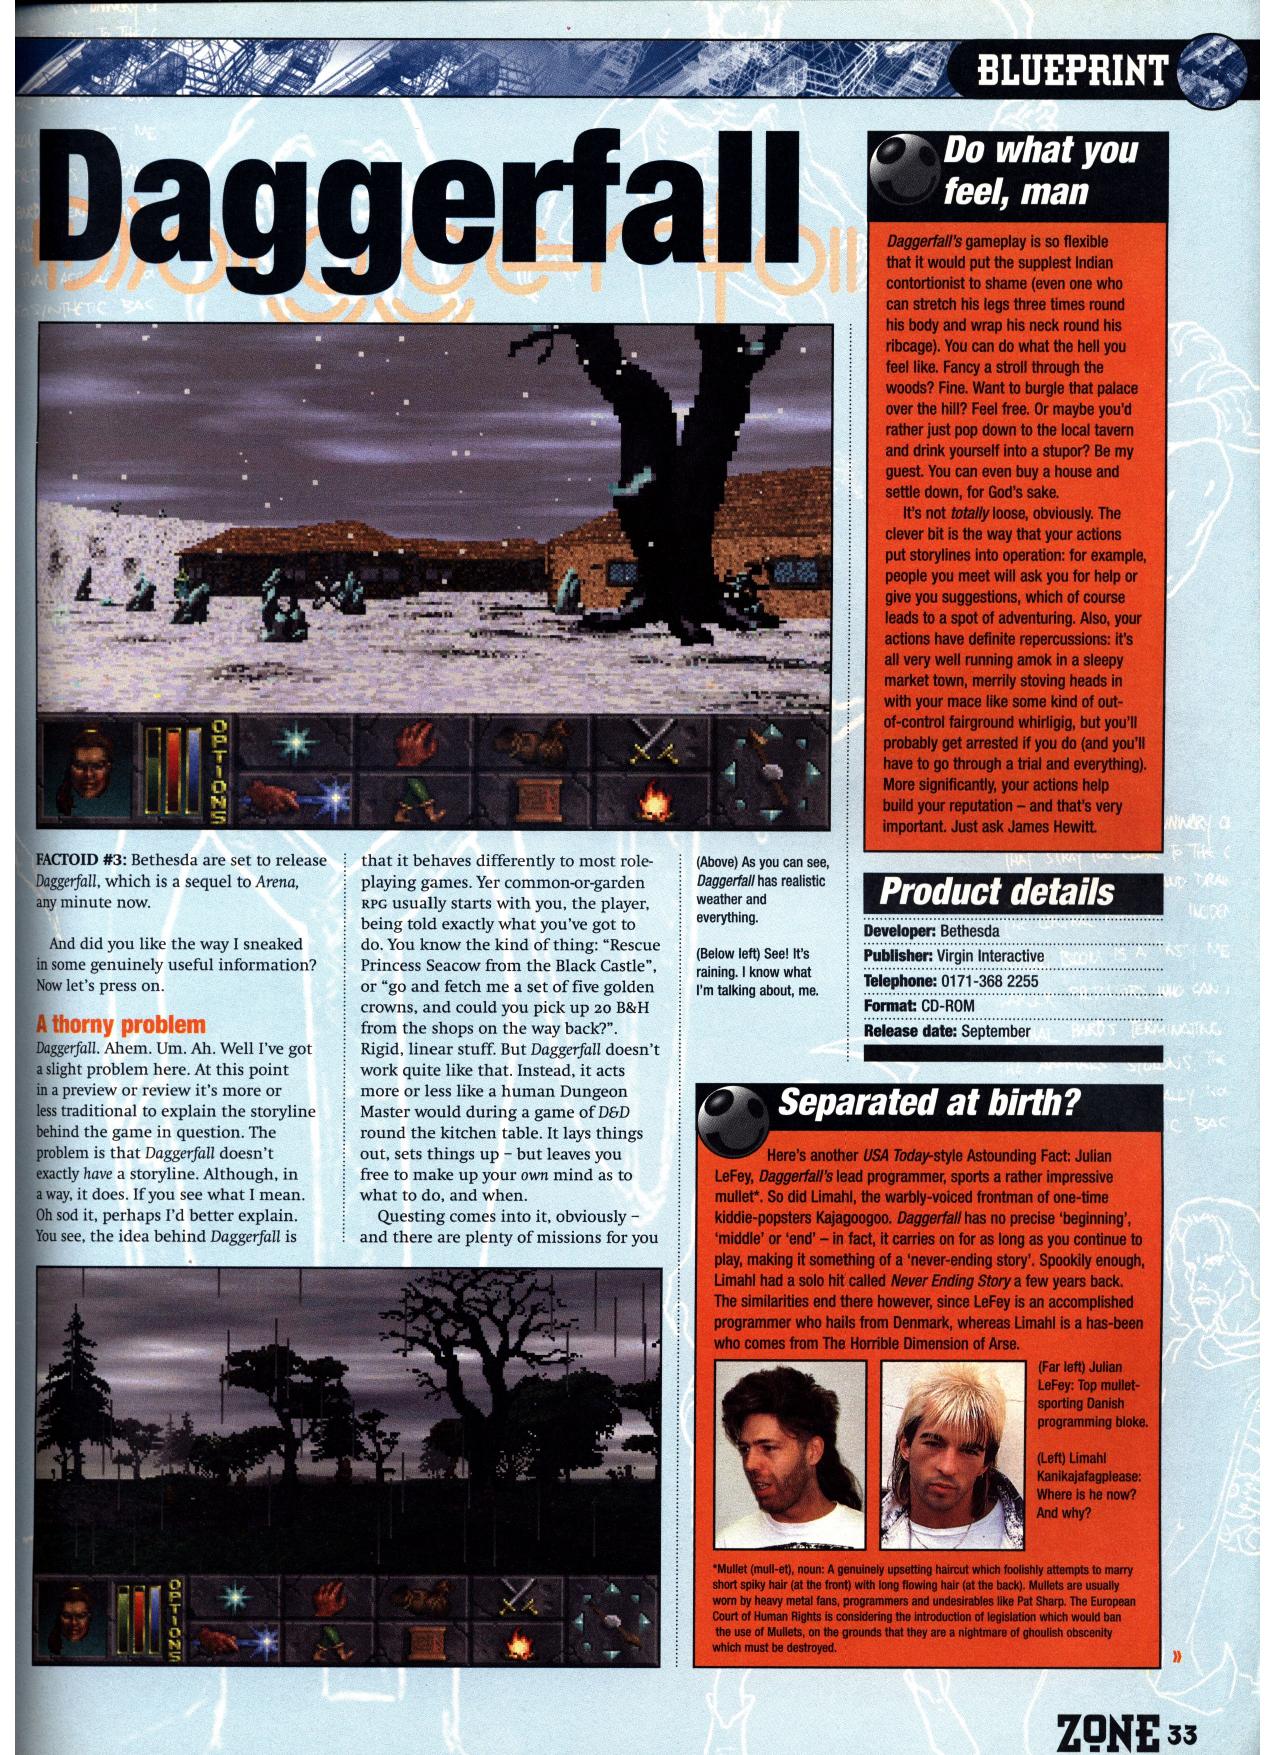 BLUEPRINT
Daggerfall
OPTIONS
FACTOID #3: Bethesda are set to release
Daggerfall, which is a sequel to Arena,
any minute now.
And did you like the way I sneaked
in some genuinely useful information?
Now let's press on.
A thorny problem
Daggerfall. Ahem. Um. Ah. Well I've got
a slight problem here. At this point
in a preview or review it's more or
less traditional to explain the storyline
behind the game in question. The
problem is that Daggerfall doesn't
exactly have a storyline. Although, in
a way, it does. If you see what I mean.
Oh sod it, perhaps I'd better explain.
You see, the idea behind Daggerfall is
that it behaves differently to most role-
playing games. Yer common-or-garden
RPG usually starts with you, the player,
being told exactly what you've got to
do. You know the kind of thing: “Rescue
Princess Seacow from the Black Castle”,
or “go and fetch me a set of five golden
crowns, and could you pick up 20 B&H
from the shops on the way back?”.
Rigid, linear stuff. But Daggerfall doesn't
work quite like that. Instead, it acts
more or less like a human Dungeon
Master would during a game of D&D
round the kitchen table. It lays things
out, sets things up – but leaves you
free to make up your own mind as to
what to do, and when.
Questing comes into it, obviously –
and there are plenty of missions for you
(Above) As you can see,
Daggerfall has realistic
weather and
everything.
(Below left) See! It's
raining. I know what
I'm talking about, me.
OPTIONS
Do what you
feel, man
Daggerfall's gameplay is so flexible
that it would put the supplest Indian
contortionist to shame (even one who
can stretch his legs three times round
his body and wrap his neck round his
ribcage). You can do what the hell you
feel like. Fancy a stroll through the
woods? Fine. Want to burgle that palace
over the hill? Feel free. Or maybe you'd
rather just pop down to the local tavern
and drink yourself into a stupor? Be my
guest. You can even buy a house and
settle down, for God's sake.
It's not totally loose, obviously. The
clever bit is the way that your actions
put storylines into operation: for example,
people you meet will ask you for help or
give you suggestions, which of course
leads to a spot of adventuring. Also, your
actions have definite repercussions: it's
all very well running amok in a sleepy
market town, merrily stoving heads in
with your mace like some kind of out-
of-control fairground whirligig, but you'll
probably get arrested if you do (and you'll
have to go through a trial and everything).
More significantly, your actions help
build your reputation – and that's very
important. Just ask James Hewitt.
Product details
Developer: Bethesda
Publisher: Virgin Interactive
Telephone: 0171-368 2255
Format: CD-ROM
Release date: September
Separated at birth?
Here's another USA Today-style Astounding Fact: Julian
LeFey, Daggerfall's lead programmer, sports a rather impressive
mullet*. So did Limahl, the warbly-voiced frontman of one-time
kiddie-popsters Kajagoogoo. Daggerfall has no precise ‘beginning’,
‘middle’ or ‘end’ – in fact, it carries on for as long as you continue to
play, making it something of a ‘never-ending story’. Spookily enough,
Limahl had a solo hit called Never Ending Story a few years back.
The similarities end there however, since LeFey is an accomplished
programmer who hails from Denmark, whereas Limahl is a has-been
who comes from The Horrible Dimension of Arse.
(Far left) Julian
LeFey: Top mullet-
sporting Danish
programming bloke.
(Left) Limahl
Kanikajafagplease:
Where is he now?
And why?
*Mullet (mull-et), noun: A genuinely upsetting haircut which foolishly attempts to marry
short spiky hair (at the front) with long flowing hair (at the back). Mullets are usually
worn by heavy metal fans, programmers and undesirables like Pat Sharp. The European
Court of Human Rights is considering the introduction of legislation which would ban
the use of Mullets, on the grounds that they are a nightmare of ghoulish obscenity
which must be destroyed.
»
ZONE 33